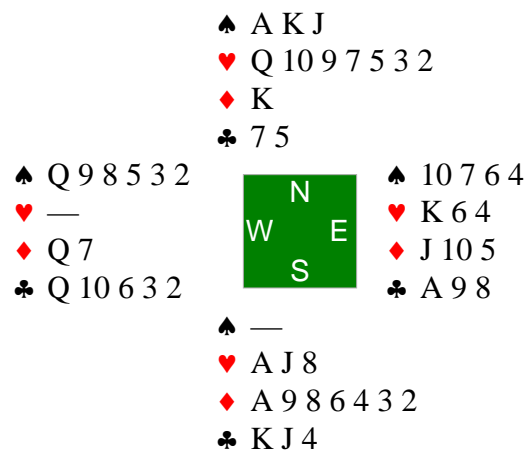 ♠ A K J
♥ Q 10 9 7 5 3 2
♦ K
♣ 7 5
♠ Q 9 8 5 3 2
♥ —
♦ Q 7
♣ Q 10 6 3 2
N
W E
S
♠ 10 7 6 4
♥ K 6 4
♦ J 10 5
♣ A 9 8
♠ —
♥ A J 8
♦ A 9 8 6 4 3 2
♣ K J 4